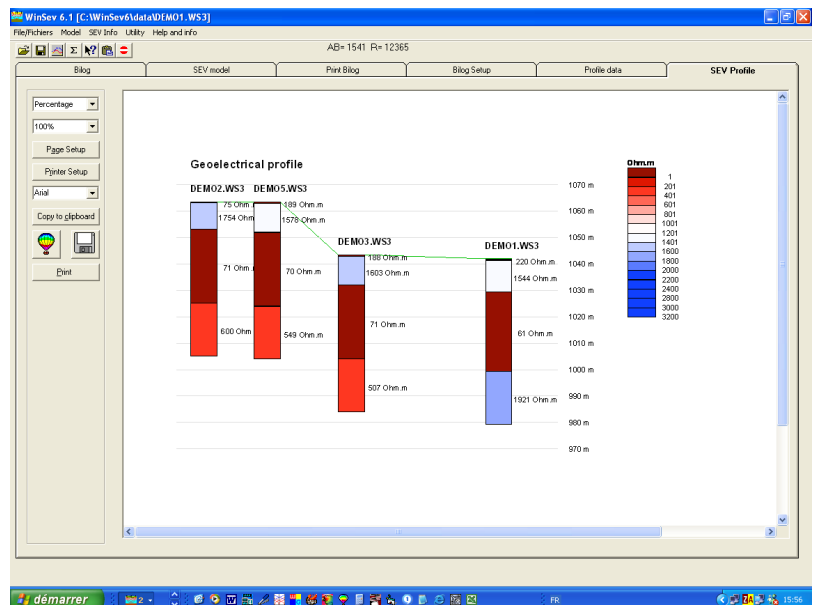 WinSev 6.1 [C:\WinSev6\data\DEMO1.WS3]
File/Fichiers Model SEV Info Utility Help and info
AB= 1541 R= 12365
Bilog SEV model Print Bilog Bilog Setup Profile data SEV Profile
Percentage
100%
Page Setup
Printer Setup
Arial
Copy to clipboard
Print
Geoelectrical profile
DEMO2.WS3 DEMO5.WS3
75 Ohm 189 Ohm.m
1754 Ohm 1578 Ohm.m
71 Ohm 70 Ohm.m
600 Ohm 549 Ohm.m
DEMO3.WS3
188 Ohm.m
1603 Ohm.m
71 Ohm.m
507 Ohm.m
DEMO1.WS3
220 Ohm.m
1544 Ohm.m
61 Ohm.m
1921 Ohm.m
1070 m
1060 m
1050 m
1040 m
1030 m
1020 m
1010 m
1000 m
990 m
980 m
970 m
Ohm.m
1
201
401
601
801
1001
1201
1401
1600
1800
2000
2200
2400
2800
3000
3200
démarrer 2 FR 15:56